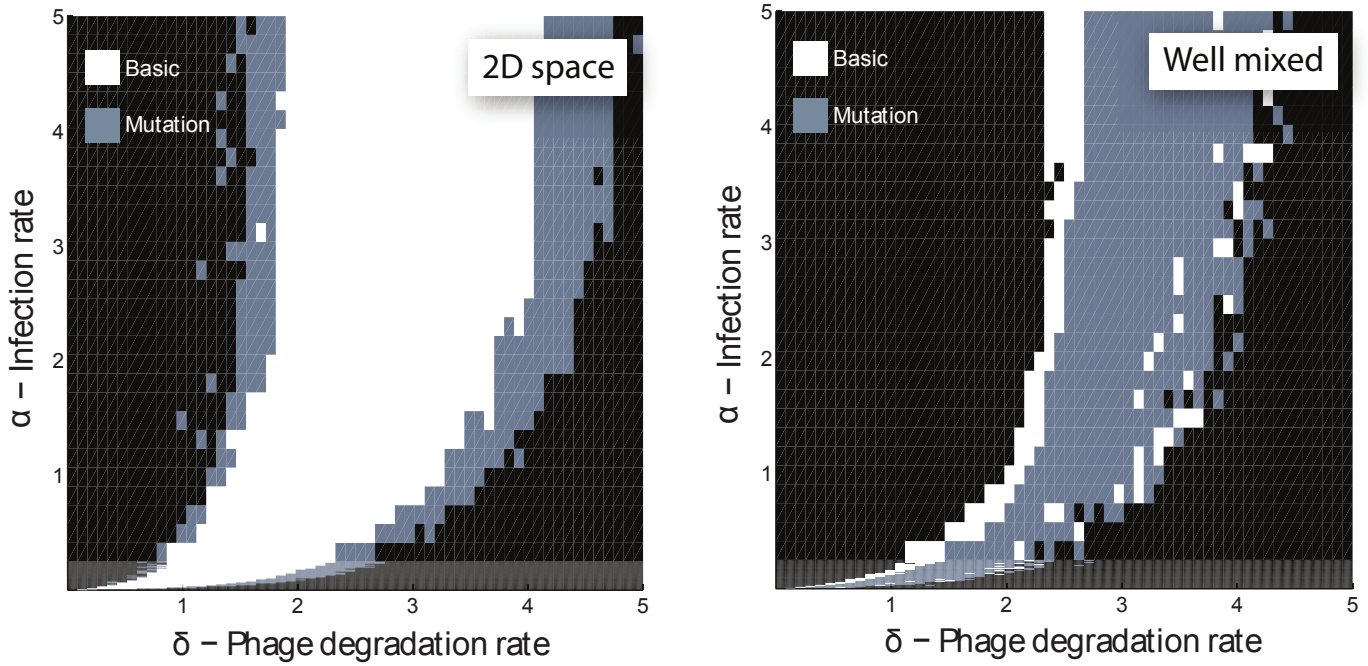 5
4
3
2
1
Basic
Mutation
2D space
α – Infection rate
1
2
3
4
5
δ – Phage degradation rate
5
4
3
2
1
Basic
Mutation
Well mixed
α – Infection rate
1
2
3
4
5
δ – Phage degradation rate